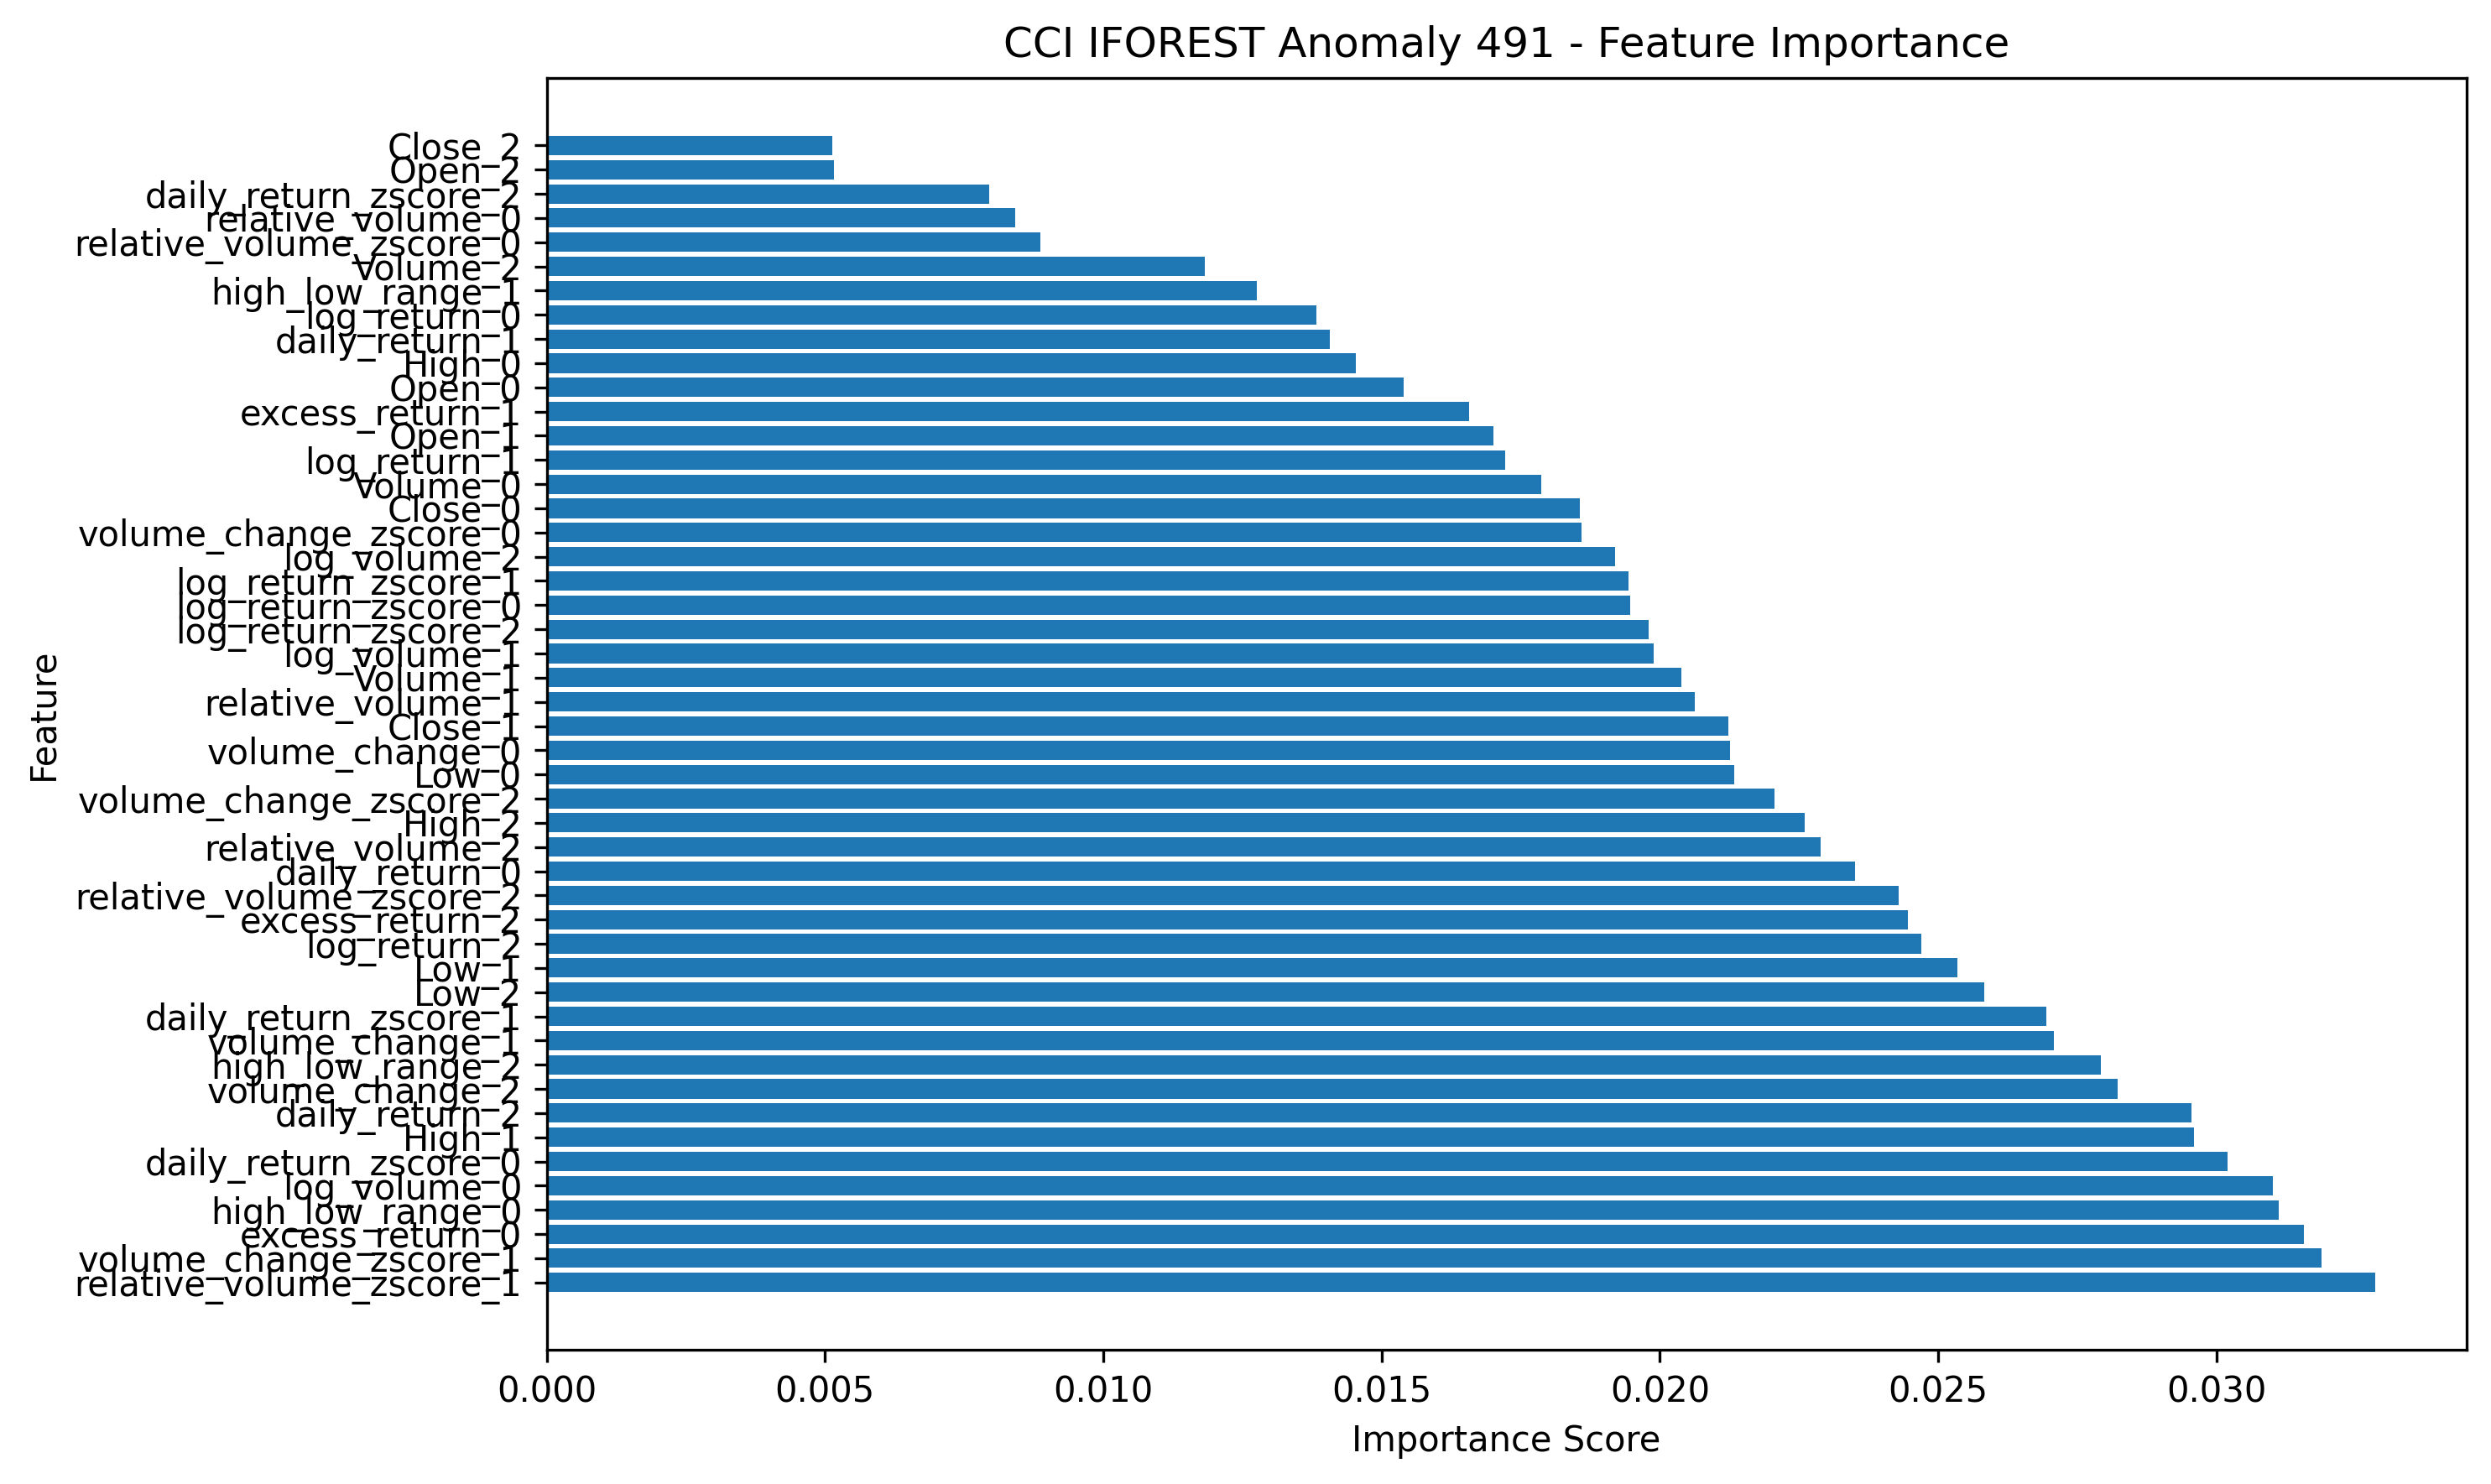 CCI IFOREST Anomaly 491 - Feature Importance
Close_2
Open_2
daily_return_zscore_2
relative_volume_0
relative_volume_zscore_0
Volume_2
high_low_range_1
log_return_0
daily_return_1
High_0
Open_0
excess_return_1
Open_1
log_return_1
Volume_0
Close_0
volume_change_zscore_0
log_volume_2
log_return_zscore_1
log_return_zscore_0
log_return_zscore_2
log_volume_1
Volume_1
relative_volume_1
Close_1
volume_change_0
Low_0
volume_change_zscore_2
High_2
relative_volume_2
daily_return_0
relative_volume_zscore_2
excess_return_2
log_return_2
Low_1
Low_2
daily_return_zscore_1
volume_change_1
high_low_range_2
volume_change_2
daily_return_2
High_1
daily_return_zscore_0
log_volume_0
high_low_range_0
excess_return_0
volume_change_zscore_1
relative_volume_zscore_1
Feature
0.000 0.005 0.010 0.015 0.020 0.025 0.030
Importance Score